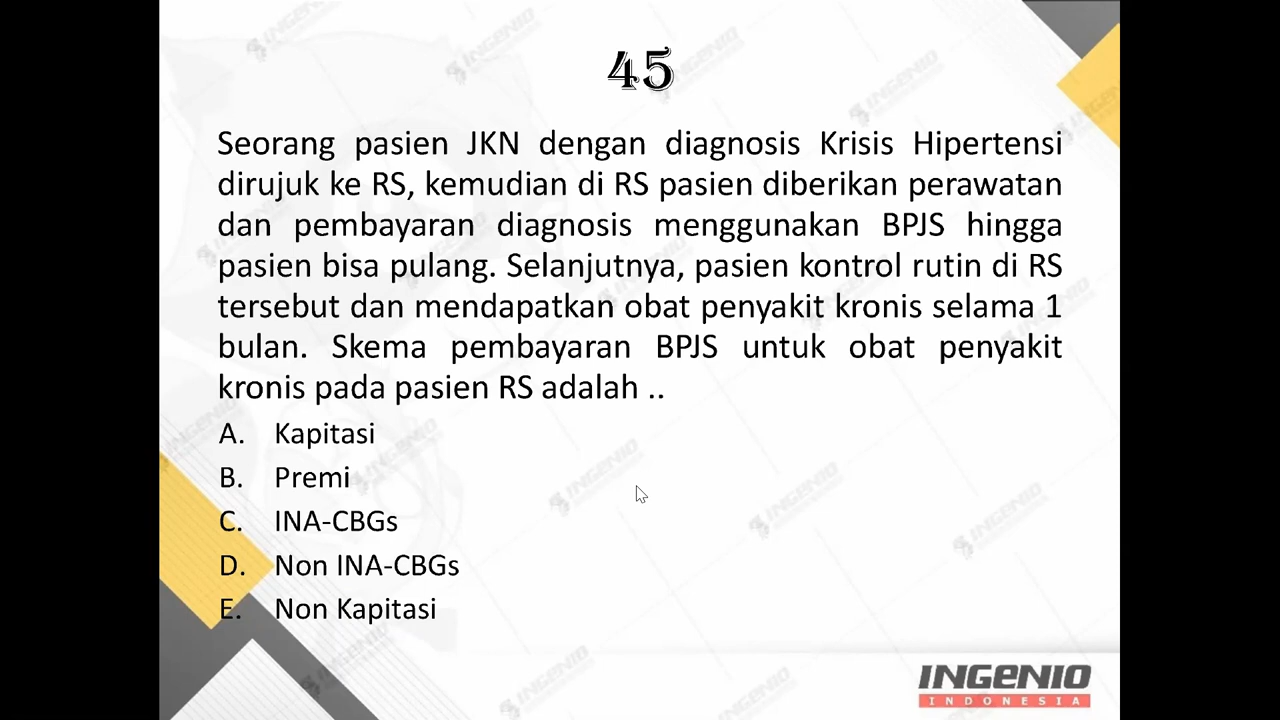 45
Seorang pasien JKN dengan diagnosis Krisis Hipertensi
dirujuk ke RS, kemudian di RS pasien diberikan perawatan
dan pembayaran diagnosis menggunakan BPJS hingga
pasien bisa pulang. Selanjutnya, pasien kontrol rutin di RS
tersebut dan mendapatkan obat penyakit kronis selama 1
bulan. Skema pembayaran BPJS untuk obat penyakit
kronis pada pasien RS adalah ..
A. Kapitasi
B. Premi
C. INA-CBGs
D. Non INA-CBGs
E. Non Kapitasi
INGENIO
INDONESIA